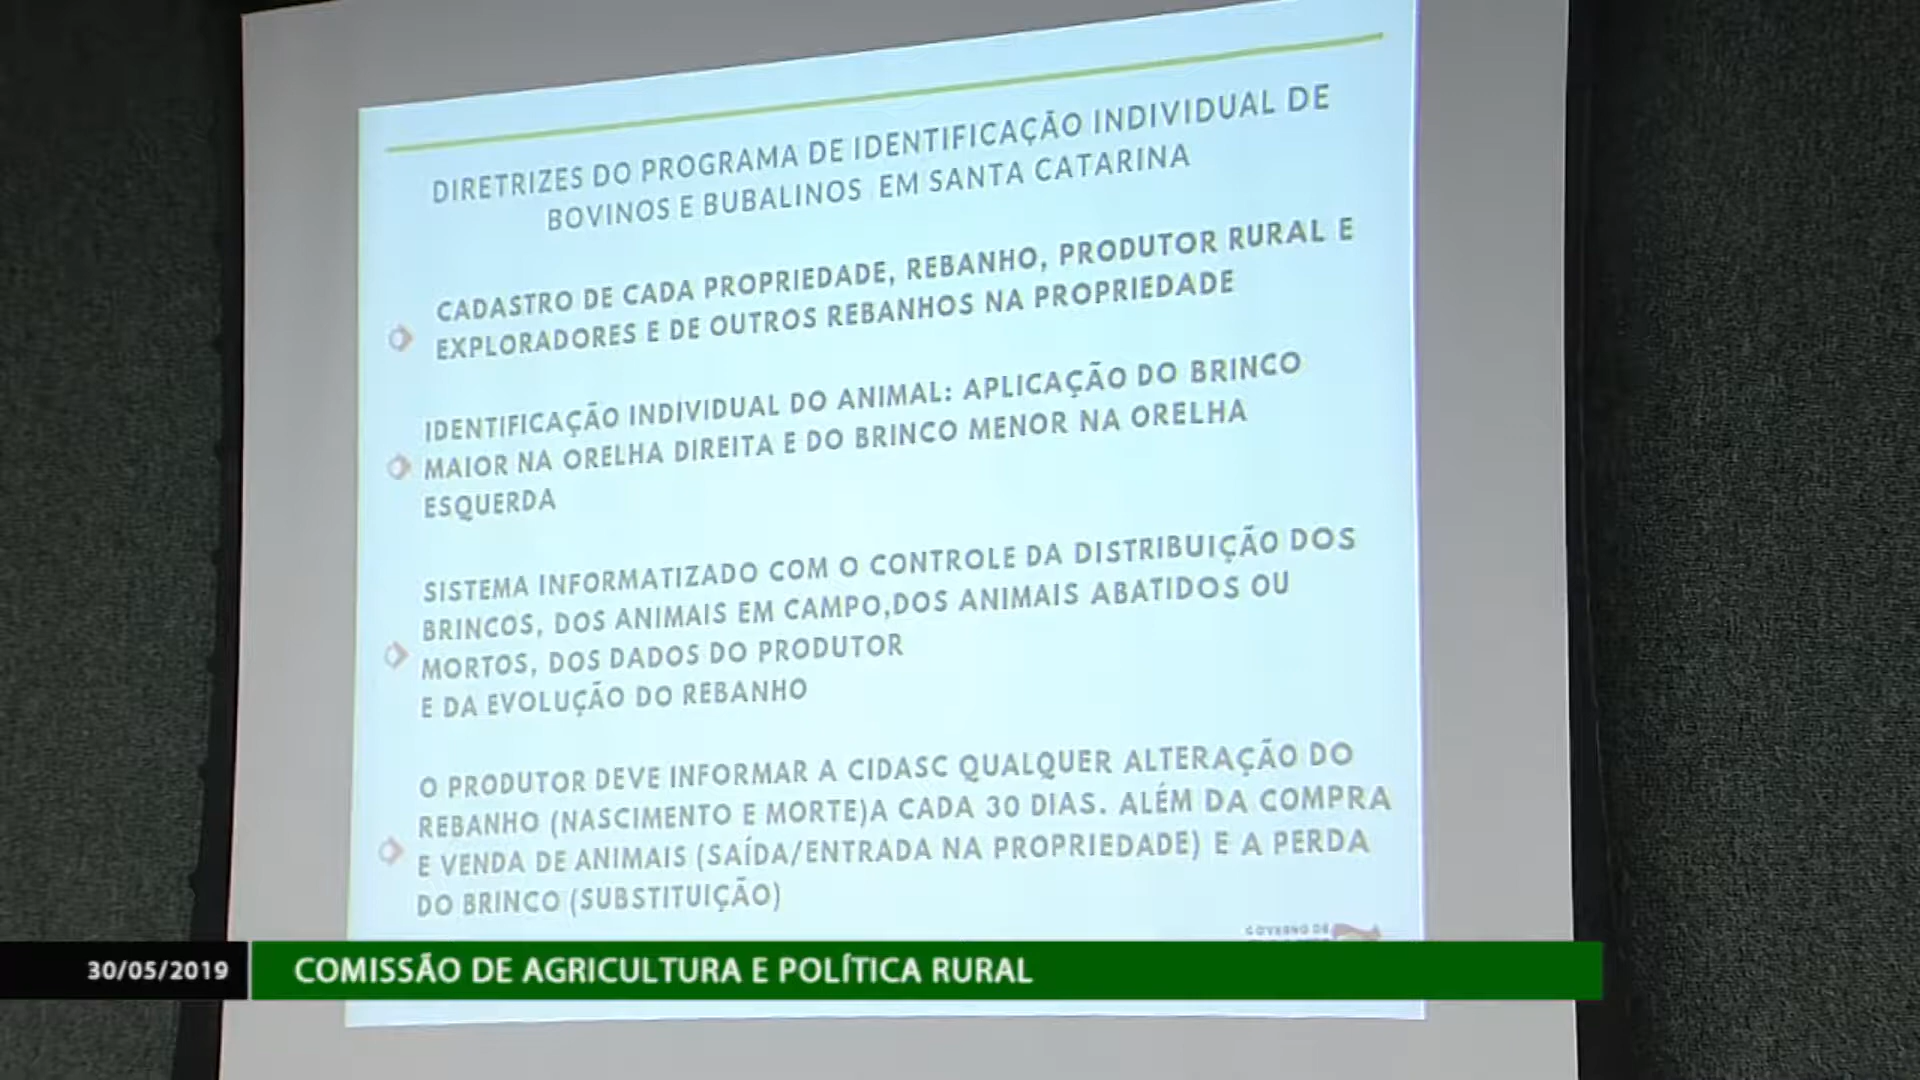 DIRETRIZES DO PROGRAMA DE IDENTIFICAÇÃO INDIVIDUAL DE
BOVINOS E BUBALINOS EM SANTA CATARINA
CADASTRO DE CADA PROPRIEDADE, REBANHO, PRODUTOR RURAL E
EXPLORADORES E DE OUTROS REBANHOS NA PROPRIEDADE
IDENTIFICAÇÃO INDIVIDUAL DO ANIMAL: APLICAÇÃO DO BRINCO
MAIOR NA ORELHA DIREITA E DO BRINCO MENOR NA ORELHA
ESQUERDA
SISTEMA INFORMATIZADO COM O CONTROLE DA DISTRIBUIÇÃO DOS
BRINCOS, DOS ANIMAIS EM CAMPO,DOS ANIMAIS ABATIDOS OU
MORTOS, DOS DADOS DO PRODUTOR
E DA EVOLUÇÃO DO REBANHO
O PRODUTOR DEVE INFORMAR A CIDASC QUALQUER ALTERAÇÃO DO
REBANHO (NASCIMENTO E MORTE)A CADA 30 DIAS. ALÉM DA COMPRA
E VENDA DE ANIMAIS (SAÍDA/ENTRADA NA PROPRIEDADE) E A PERDA
DO BRINCO (SUBSTITUIÇÃO)
GOVERNO DE
30/05/2019
COMISSÃO DE AGRICULTURA E POLÍTICA RURAL